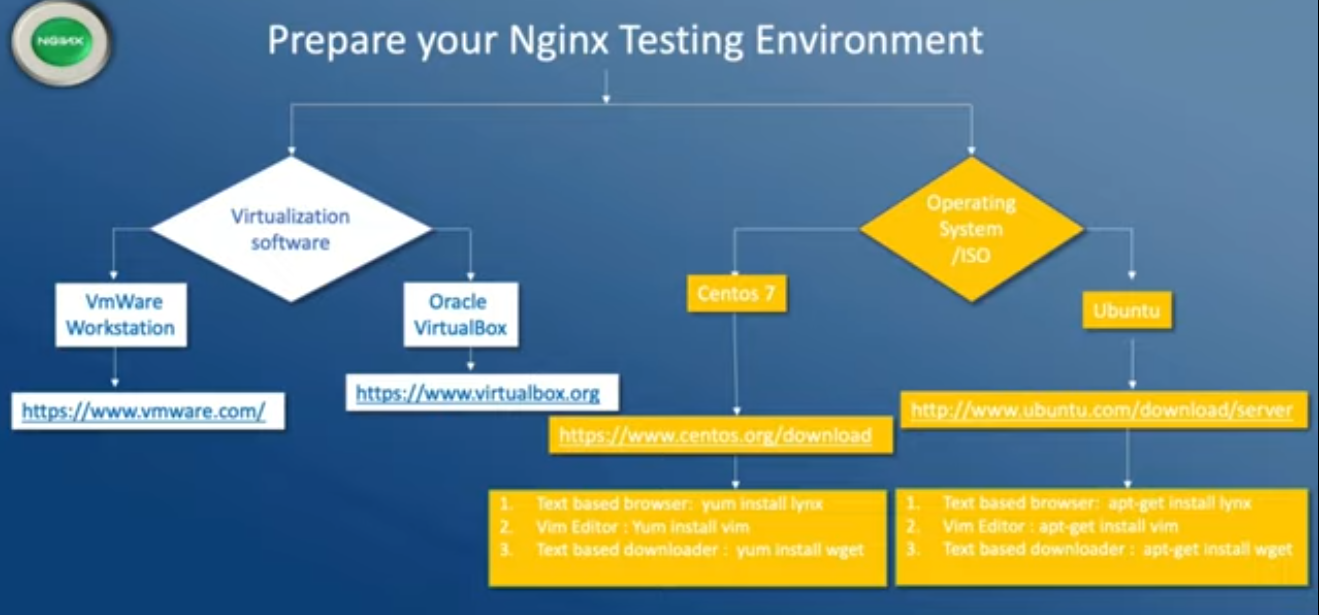 NGINX
Prepare your Nginx Testing Environment
Virtualization
software
VmWare
Workstation
https://www.vmware.com/
Oracle
VirtualBox
https://www.virtualbox.org
Operating
System
/ISO
Centos 7
https://www.centos.org/download
1. Text based browser: yum install lynx
2. Vim Editor : Yum install vim
3. Text based downloader : yum install wget
Ubuntu
http://www.ubuntu.com/download/server
1. Text based browser: apt-get install lynx
2. Vim Editor : apt-get install vim
3. Text based downloader : apt-get install wget